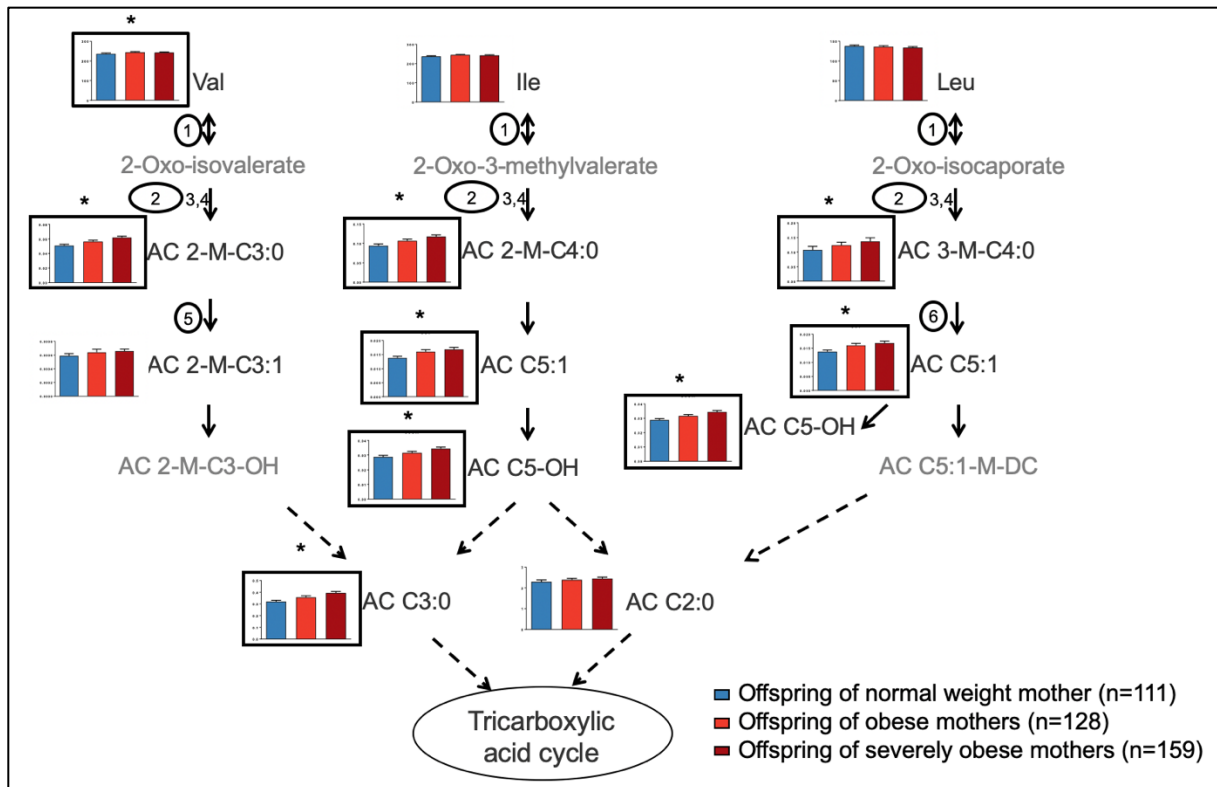 *
Val
Ile
Leu
1
1
1
2-Oxo-isovalerate
2-Oxo-3-methylvalerate
2-Oxo-isocaporate
* 2 3,4
* 2 3,4
* 2 3,4
AC 2-M-C3:0
AC 2-M-C4:0
AC 3-M-C4:0
5
*
*
6
AC 2-M-C3:1
AC C5:1
AC C5:1
*
*
AC C5-OH
AC 2-M-C3-OH
AC C5-OH
AC C5:1-M-DC
*
AC C3:0
AC C2:0
Tricarboxylic
acid cycle
Offspring of normal weight mother (n=111)
Offspring of obese mothers (n=128)
Offspring of severely obese mothers (n=159)